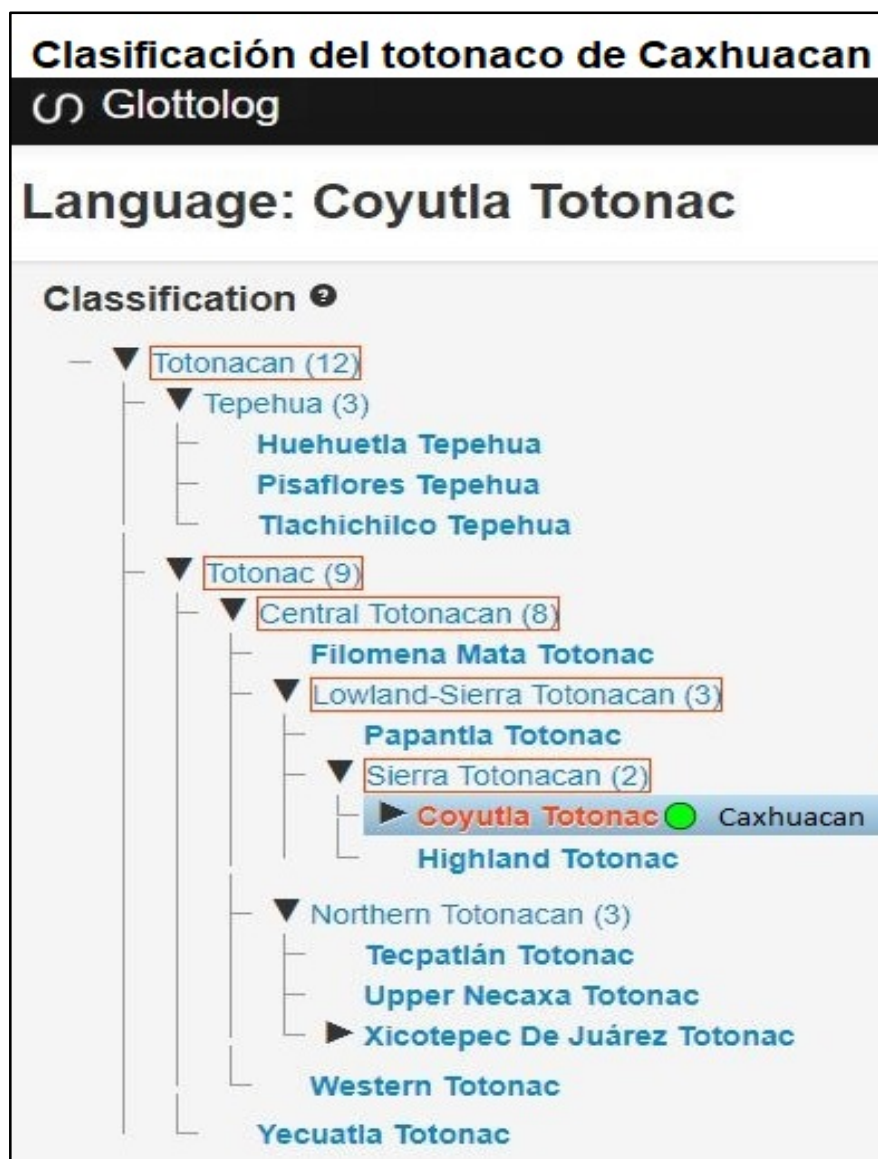 Clasificación del totonaco de Caxhuacan
Glottolog
Language: Coyutla Totonac
Classification ?
Totonacan (12)
Tepehua (3)
Huehuetla Tepehua
Pisaflores Tepehua
Tlachichilco Tepehua
Totonac (9)
Central Totonacan (8)
Filomena Mata Totonac
Lowland-Sierra Totonacan (3)
Papantla Totonac
Sierra Totonacan (2)
Coyutla Totonac Caxhuacan
Highland Totonac
Northern Totonacan (3)
Tecpatlán Totonac
Upper Necaxa Totonac
Xicotepec De Juárez Totonac
Western Totonac
Yecuatla Totonac